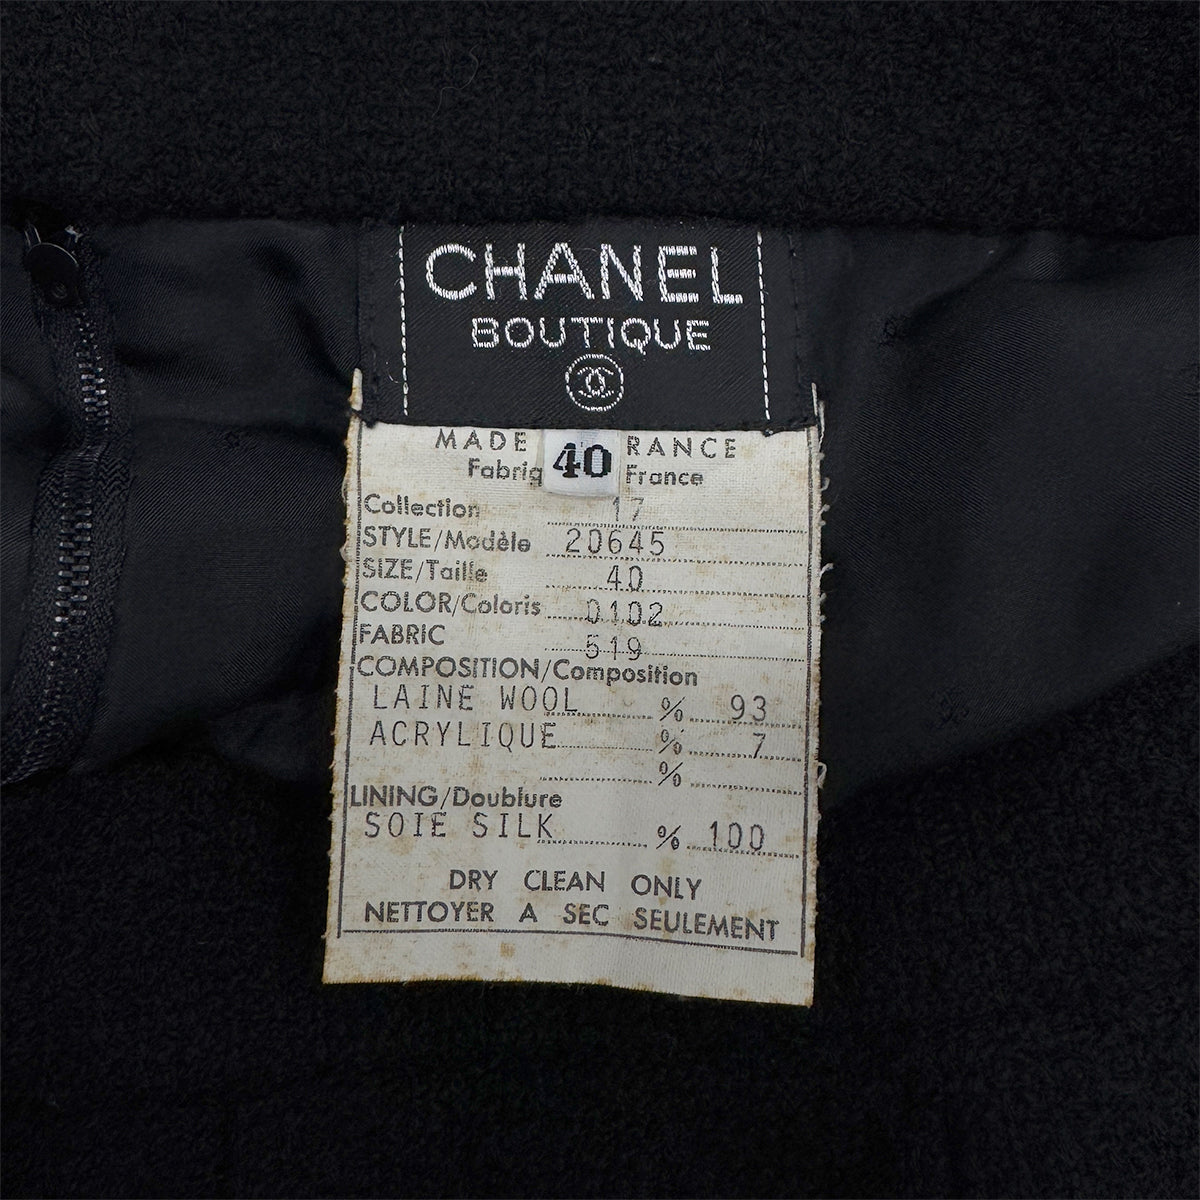 CHANEL
BOUTIQUE
MADE 40 RANCE
Fabriq France
Collection 17
STYLE/Modèle 20645
SIZE/Taille 40
COLOR/Coloris 0102
FABRIC 519
COMPOSITION/Composition
LAINE WOOL % 93
ACRYLIQUE % 7
%
LINING/Doublure
SOIE SILK % 100
DRY CLEAN ONLY
NETTOYER A SEC SEULEMENT